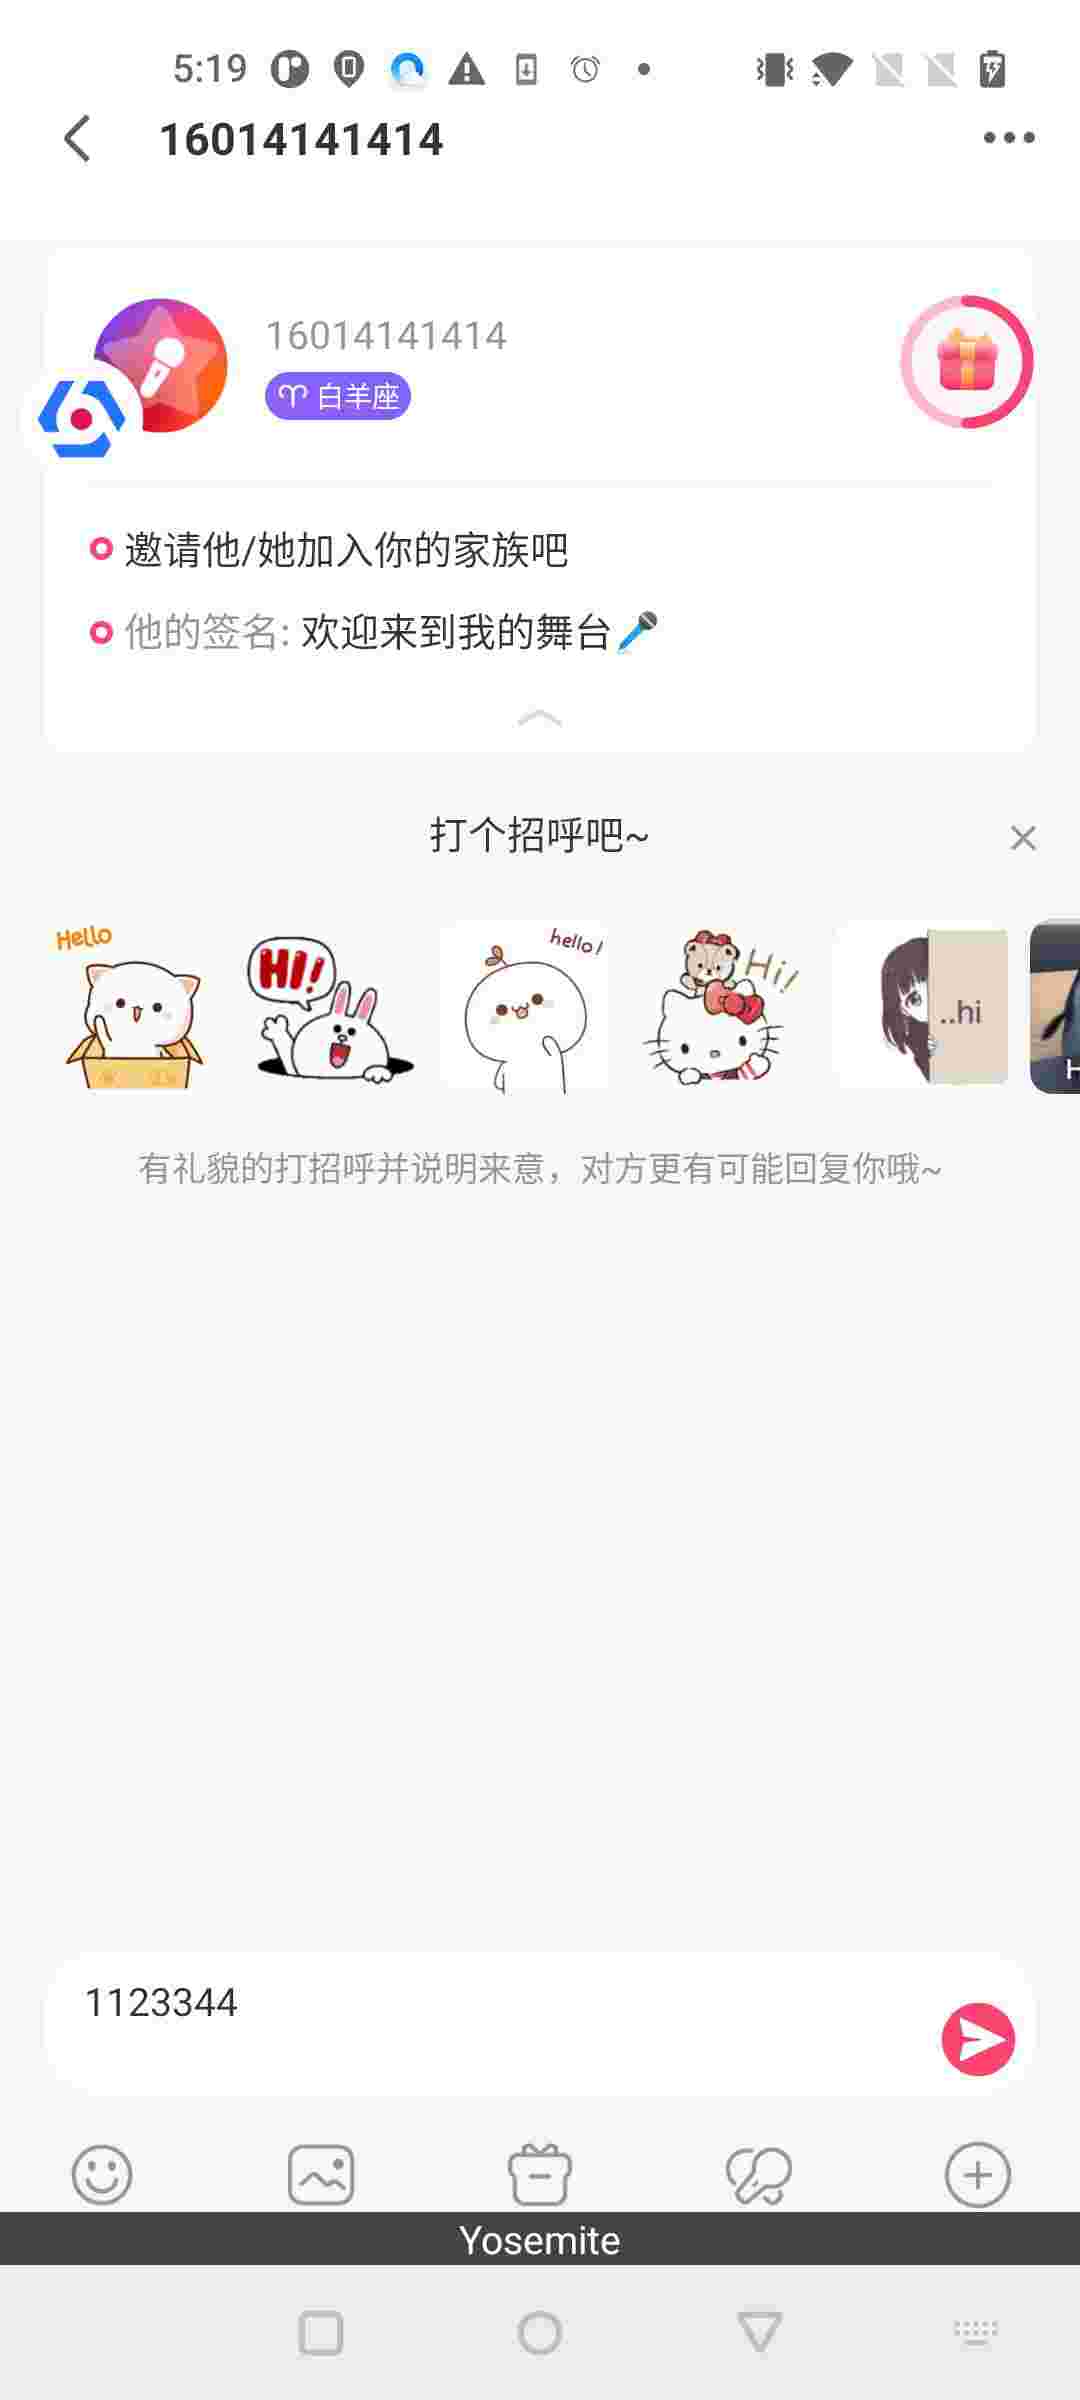 5:19
16014141414
16014141414
白羊座
邀请他/她加入你的家族吧
他的签名: 欢迎来到我的舞台
打个招呼吧~
Hello
HI!
hello!
Hi!
..hi
有礼貌的打招呼并说明来意，对方更有可能回复你哦~
1123344
Yosemite